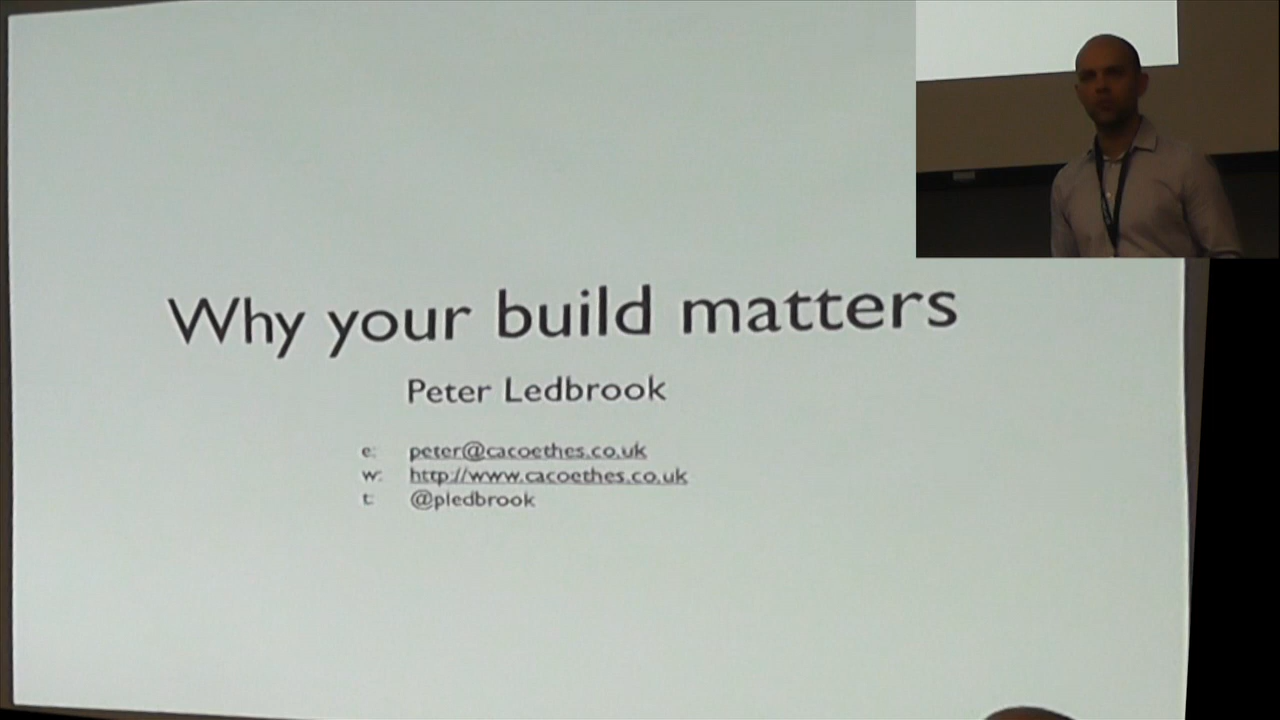 Why your build matters
Peter Ledbrook
e: peter@cacoethes.co.uk
w: http://www.cacoethes.co.uk
t: @pledbrook